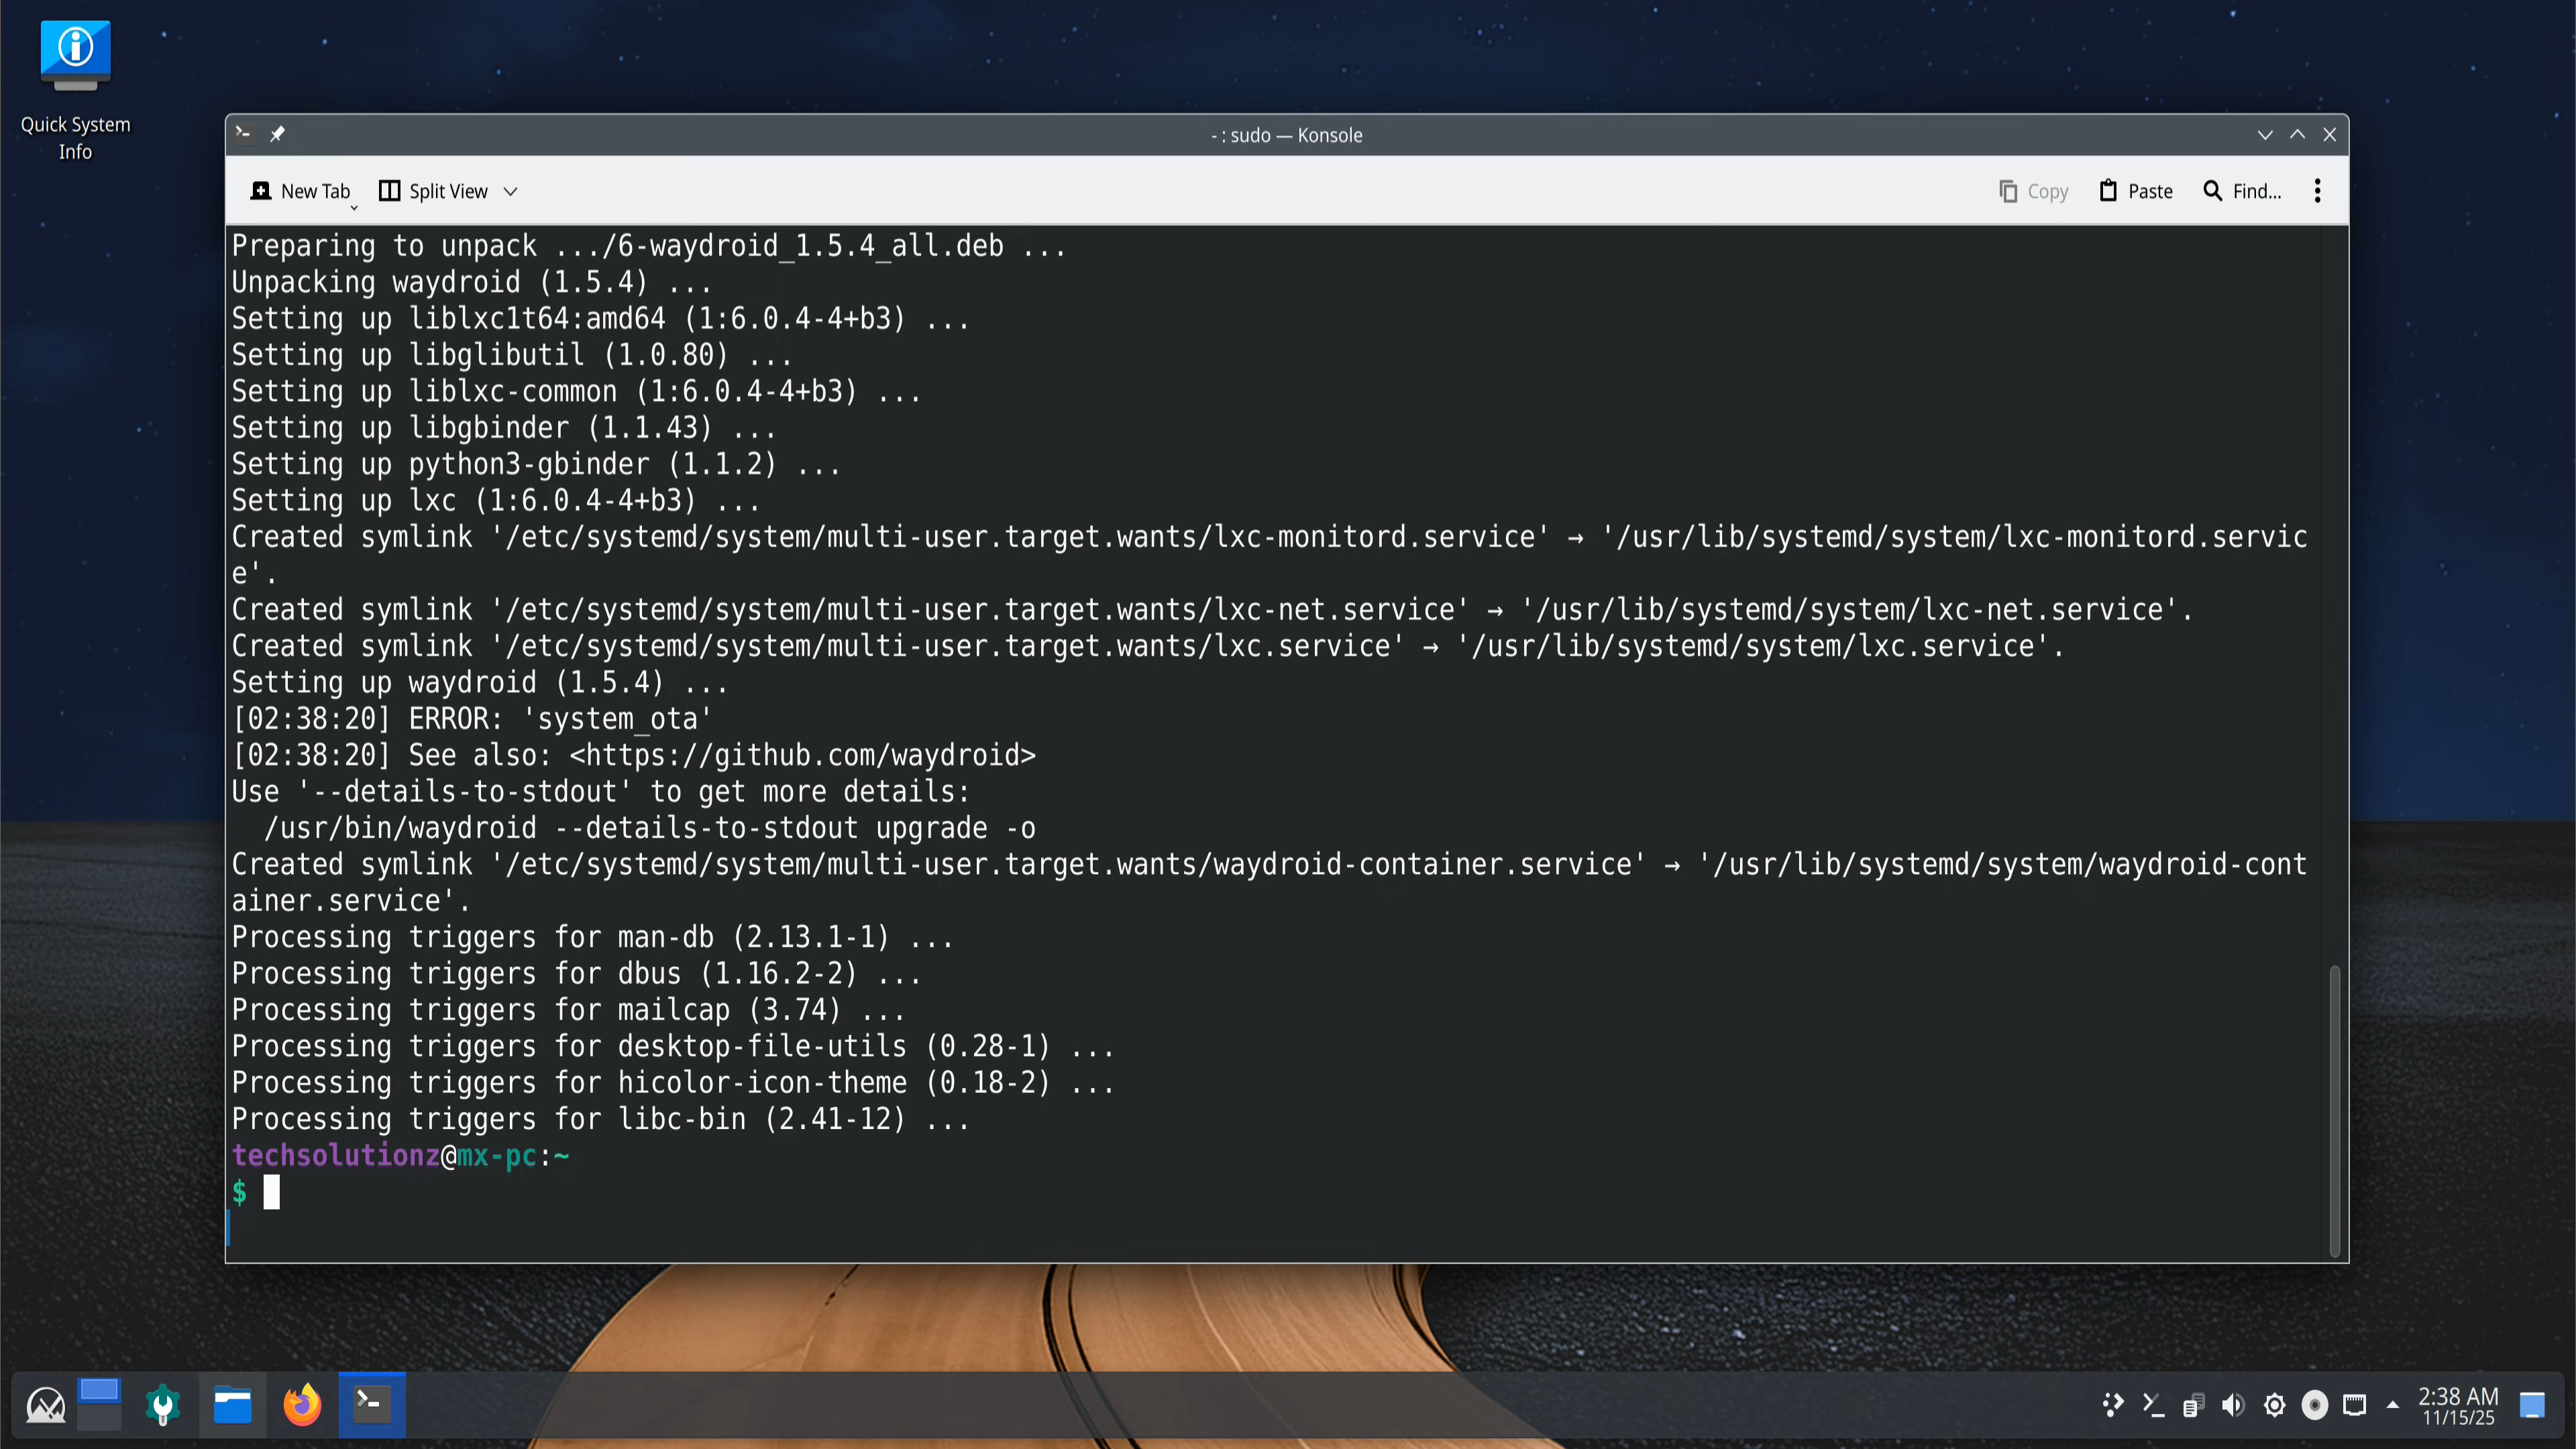 Quick System
Info
- : sudo — Konsole
New Tab
Split View
Copy
Paste
Find...
Preparing to unpack .../6-waydroid_1.5.4_all.deb ...
Unpacking waydroid (1.5.4) ...
Setting up liblxc1t64:amd64 (1:6.0.4-4+b3) ...
Setting up libglibutil (1.0.80) ...
Setting up liblxc-common (1:6.0.4-4+b3) ...
Setting up libgbinder (1.1.43) ...
Setting up python3-gbinder (1.1.2) ...
Setting up lxc (1:6.0.4-4+b3) ...
Created symlink '/etc/systemd/system/multi-user.target.wants/lxc-monitord.service' → '/usr/lib/systemd/system/lxc-monitord.servic
e'.
Created symlink '/etc/systemd/system/multi-user.target.wants/lxc-net.service' → '/usr/lib/systemd/system/lxc-net.service'.
Created symlink '/etc/systemd/system/multi-user.target.wants/lxc.service' → '/usr/lib/systemd/system/lxc.service'.
Setting up waydroid (1.5.4) ...
[02:38:20] ERROR: 'system_ota'
[02:38:20] See also: <https://github.com/waydroid>
Use '--details-to-stdout' to get more details:
  /usr/bin/waydroid --details-to-stdout upgrade -o
Created symlink '/etc/systemd/system/multi-user.target.wants/waydroid-container.service' → '/usr/lib/systemd/system/waydroid-cont
ainer.service'.
Processing triggers for man-db (2.13.1-1) ...
Processing triggers for dbus (1.16.2-2) ...
Processing triggers for mailcap (3.74) ...
Processing triggers for desktop-file-utils (0.28-1) ...
Processing triggers for hicolor-icon-theme (0.18-2) ...
Processing triggers for libc-bin (2.41-12) ...
techsolutionz@mx-pc:~
$
2:38 AM
11/15/25